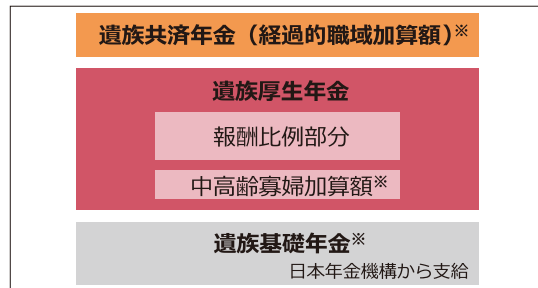 遺族共済年金（経過的職域加算額）※
遺族厚生年金
報酬比例部分
中高齢寡婦加算額※
遺族基礎年金※
日本年金機構から支給